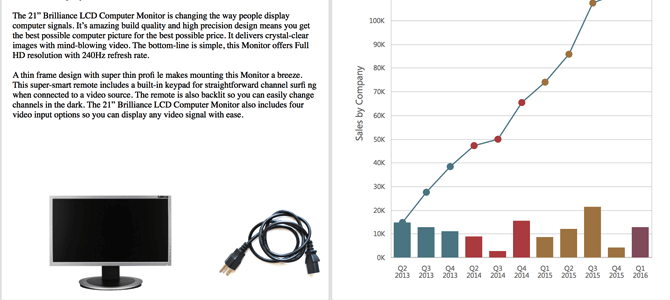 The 21" Brilliance LCD Computer Monitor is changing the way people display
computer signals. It's amazing build quality and high precision design means you get
the best possible computer picture for the best possible price. It delivers crystal-clear
images with mind-blowing video. The bottom-line is simple, this Monitor offers Full
HD resolution with 240Hz refresh rate.
A thin frame design with super thin profi le makes mounting this Monitor a breeze.
This super-smart remote includes a built-in keypad for straightforward channel surfi ng
when connected to a video source. The remote is also backlit so you can easily change
channels in the dark. The 21" Brilliance LCD Computer Monitor also includes four
video input options so you can display any video signal with ease.
Sales by Company
100K
90K
80K
70K
60K
50K
40K
30K
20K
10K
0K
Q2 Q3 Q4 Q2 Q3 Q4 Q1 Q2 Q3 Q4 Q1
2013 2013 2013 2014 2014 2014 2015 2015 2015 2015 2016